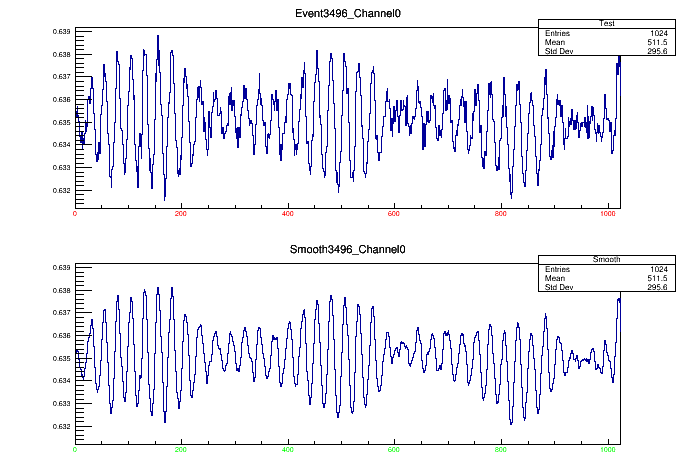 Event3496_Channel0
Test
Entries 1024
Mean 511.5
Std Dev 295.6
0.639
0.638
0.637
0.636
0.635
0.634
0.633
0.632
0 200 400 600 800 1000
Smooth3496_Channel0
Smooth
Entries 1024
Mean 511.5
Std Dev 295.6
0.639
0.638
0.637
0.636
0.635
0.634
0.633
0.632
0 200 400 600 800 1000